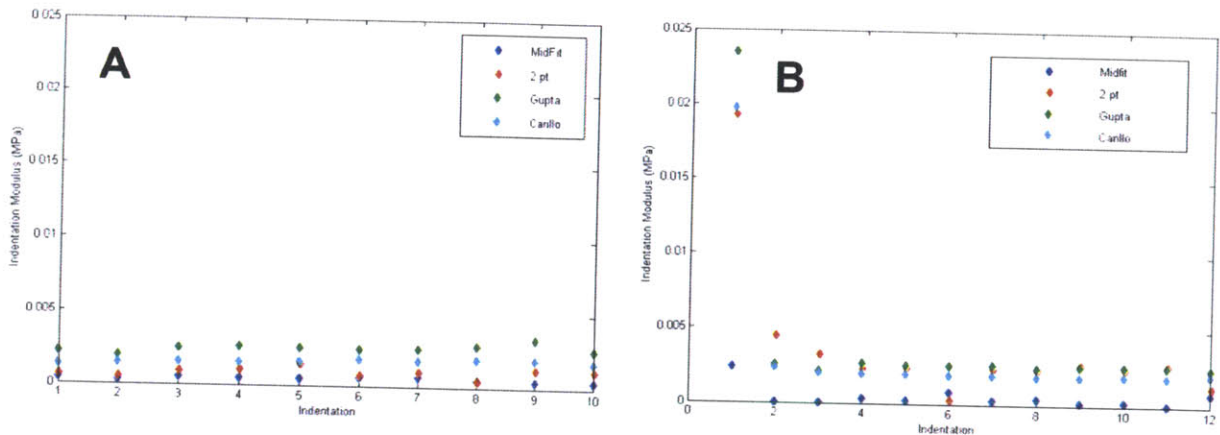 A
MidFit
2 pt
Gupta
Carillo
0.025
0.02
0.015
0.01
0.005
0
Indentation Modulus (MPa)
1 2 3 4 5 6 7 8 9 10
Indentation
B
Midfit
2 pt
Gupta
Carillo
0.025
0.02
0.015
0.01
0.005
0
Indentation Modulus (MPa)
0 2 4 6 8 10 12
Indentation